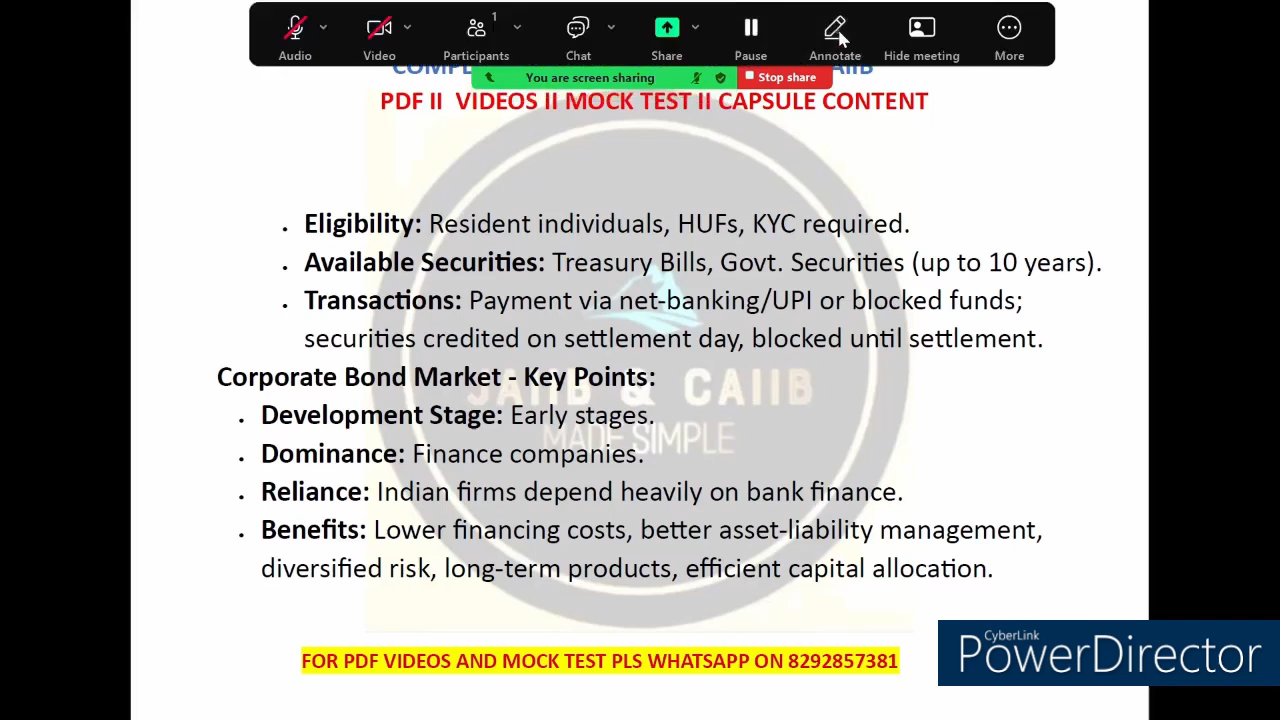 1
Audio Video Participants Chat Share Pause Annotate Hide meeting More
You are screen sharing Stop share
PDF II VIDEOS II MOCK TEST II CAPSULE CONTENT
• Eligibility: Resident individuals, HUFs, KYC required.
• Available Securities: Treasury Bills, Govt. Securities (up to 10 years).
• Transactions: Payment via net-banking/UPI or blocked funds;
securities credited on settlement day, blocked until settlement.
Corporate Bond Market - Key Points:
JAIIB & CAIIB
• Development Stage: Early stages.
MADE SIMPLE
• Dominance: Finance companies.
• Reliance: Indian firms depend heavily on bank finance.
• Benefits: Lower financing costs, better asset-liability management,
diversified risk, long-term products, efficient capital allocation.
FOR PDF VIDEOS AND MOCK TEST PLS WHATSAPP ON 8292857381
CyberLink
PowerDirector